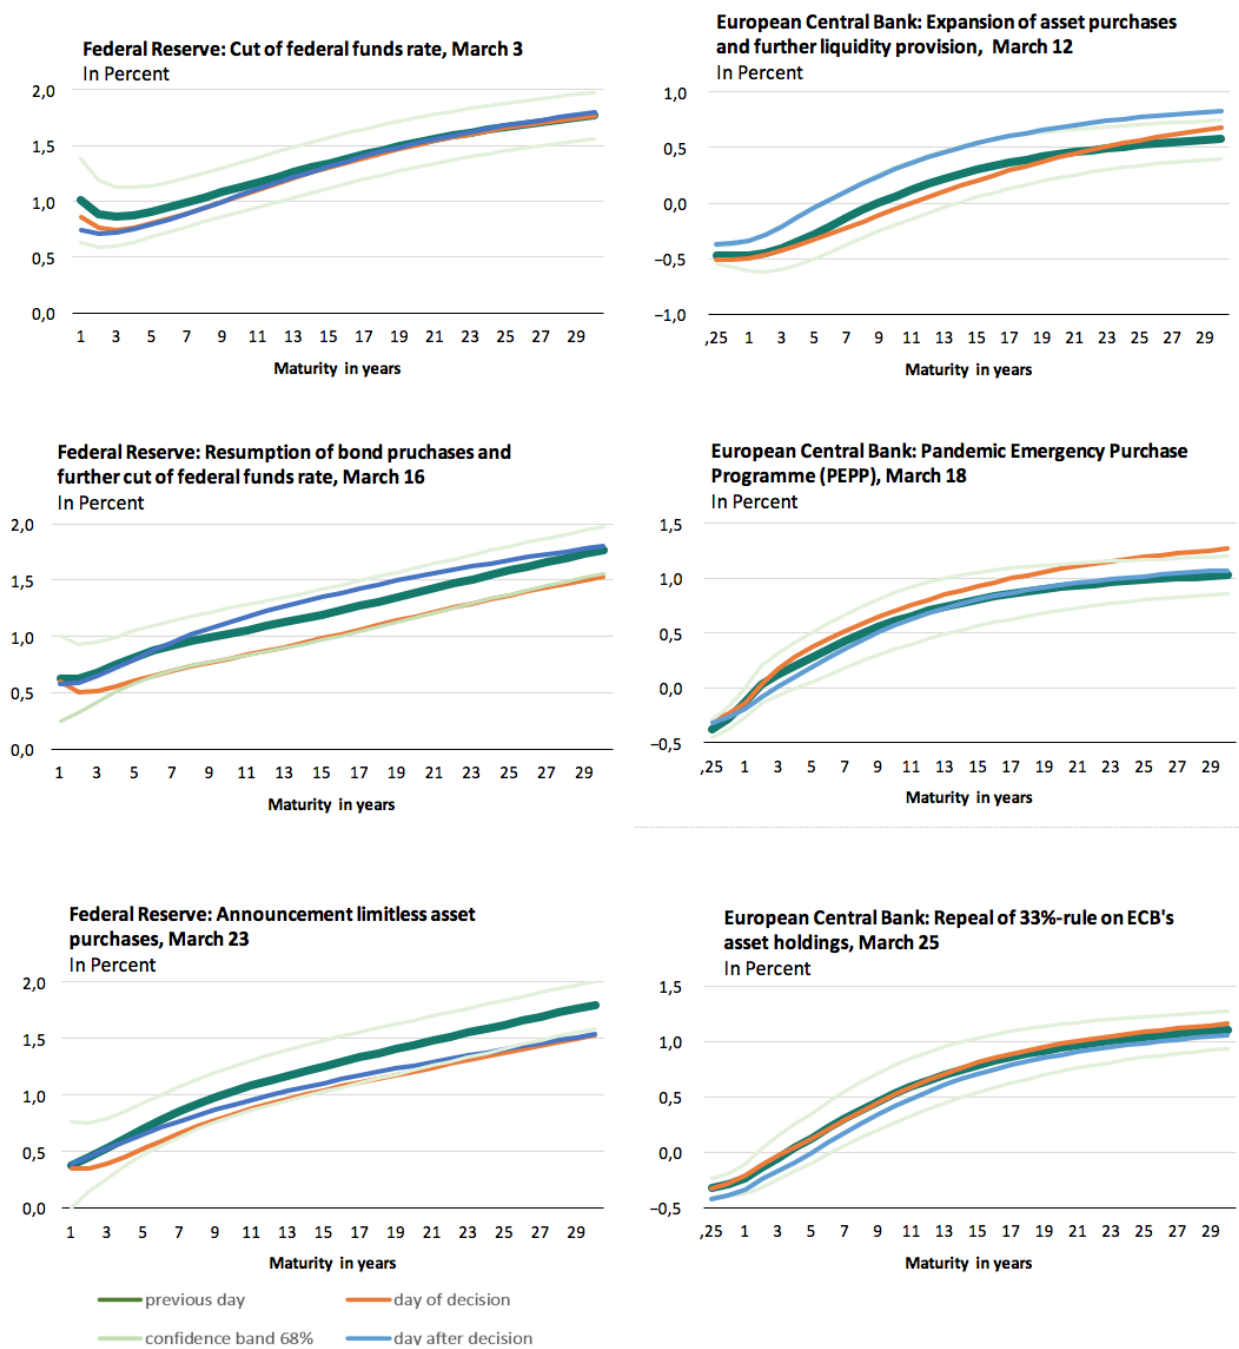 Federal Reserve: Cut of federal funds rate, March 3
In Percent
2,0
1,5
1,0
0,5
0,0
1 3 5 7 9 11 13 15 17 19 21 23 25 27 29
Maturity in years
European Central Bank: Expansion of asset purchases
and further liquidity provision, March 12
In Percent
1,0
0,5
0,0
−0,5
−1,0
,25 1 3 5 7 9 11 13 15 17 19 21 23 25 27 29
Maturity in years
Federal Reserve: Resumption of bond pruchases and
further cut of federal funds rate, March 16
In Percent
2,0
1,5
1,0
0,5
0,0
1 3 5 7 9 11 13 15 17 19 21 23 25 27 29
Maturity in years
European Central Bank: Pandemic Emergency Purchase
Programme (PEPP), March 18
In Percent
1,5
1,0
0,5
0,0
−0,5
,25 1 3 5 7 9 11 13 15 17 19 21 23 25 27 29
Maturity in years
Federal Reserve: Announcement limitless asset
purchases, March 23
In Percent
2,0
1,5
1,0
0,5
0,0
1 3 5 7 9 11 13 15 17 19 21 23 25 27 29
Maturity in years
European Central Bank: Repeal of 33%-rule on ECB's
asset holdings, March 25
In Percent
1,5
1,0
0,5
0,0
−0,5
,25 1 3 5 7 9 11 13 15 17 19 21 23 25 27 29
Maturity in years
previous day
day of decision
confidence band 68%
day after decision